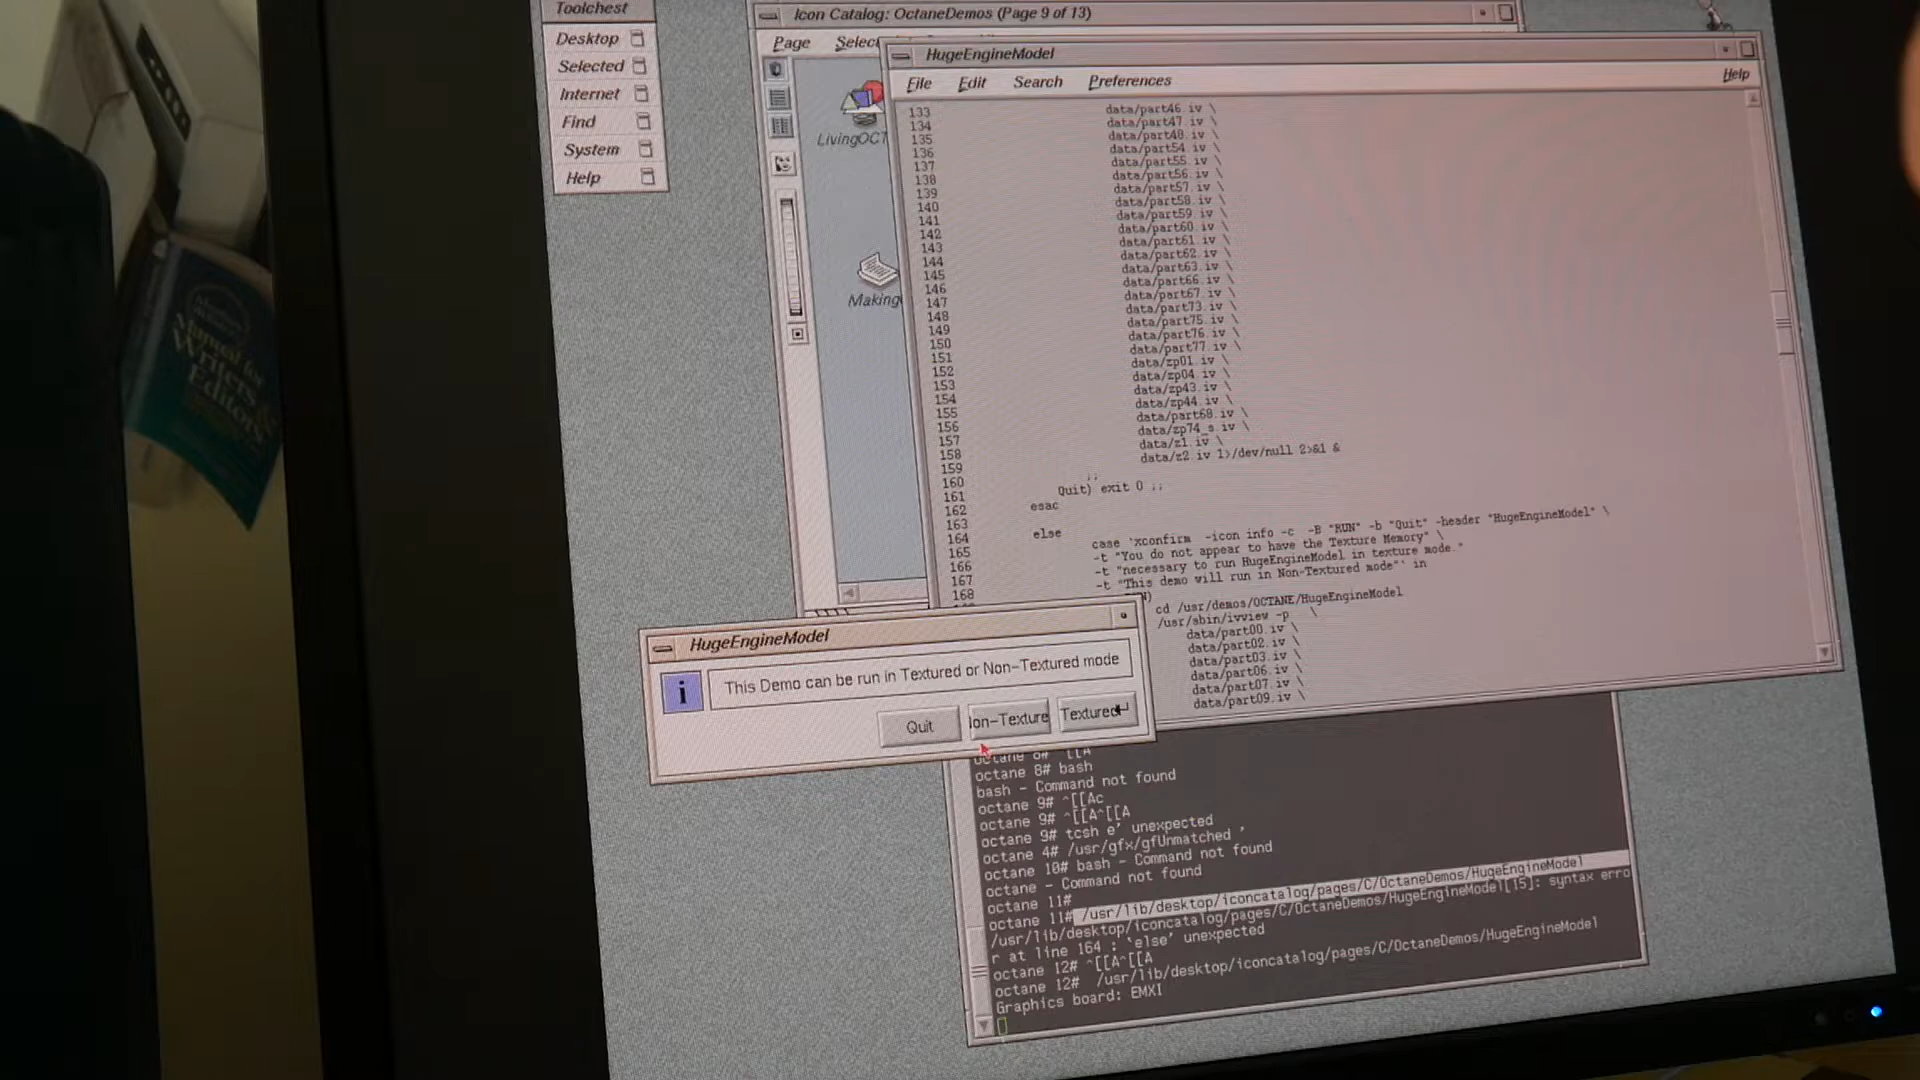 Toolchest
Desktop
Selected
Internet
Find
System
Help
Icon Catalog: OctaneDemos (Page 9 of 13)
Page Selec
LivingOCT
Making
HugeEngineModel
File Edit Search Preferences Help
133 data/part46.iv \
134 data/part47.iv \
135 data/part48.iv \
136 data/part54.iv \
137 data/part55.iv \
138 data/part56.iv \
139 data/part57.iv \
140 data/part58.iv \
141 data/part59.iv \
142 data/part60.iv \
143 data/part61.iv \
144 data/part62.iv \
145 data/part63.iv \
146 data/part66.iv \
147 data/part67.iv \
148 data/part73.iv \
149 data/part75.iv \
150 data/part76.iv \
151 data/part77.iv \
152 data/zp01.iv \
153 data/zp04.iv \
154 data/zp43.iv \
155 data/zp44.iv \
156 data/part68.iv \
157 data/zp74_s.iv \
158 data/z1.iv \
159 data/z2.iv 1>/dev/null 2>&1 &
160 ;;
161 Quit) exit 0 ;;
162 esac
163
164 else
165 case `xconfirm -icon info -c -B "RUN" -b "Quit" -header "HugeEngineModel" \
166 -t "You do not appear to have the Texture Memory" \
167 -t "necessary to run HugeEngineModel in texture mode."
168 -t "This demo will run in Non-Textured mode"` in
cd /usr/demos/OCTANE/HugeEngineModel
/usr/sbin/ivview -p \
data/part00.iv \
data/part02.iv \
data/part03.iv \
data/part06.iv \
data/part07.iv \
data/part09.iv \
HugeEngineModel
This Demo can be run in Textured or Non-Textured mode
Quit on-Texture Textured
octane 8# ^[[A
octane 8# bash
bash - Command not found
octane 9# ^[[Ac
octane 9# ^[[A^[[A
octane 9# tcsh e' unexpected
octane 4# /usr/gfx/gfUnmatched '
octane 10# bash - Command not found
octane - Command not found
octane 11#
octane 11# /usr/lib/desktop/iconcatalog/pages/C/OctaneDemos/HugeEngineModel
/usr/lib/desktop/iconcatalog/pages/C/OctaneDemos/HugeEngineModel[15]: syntax erro
r at line 164 : `else' unexpected
octane 12# ^[[A^[[A
octane 12# /usr/lib/desktop/iconcatalog/pages/C/OctaneDemos/HugeEngineModel
Graphics board: EMXI
Manual for
Writers &
Editors